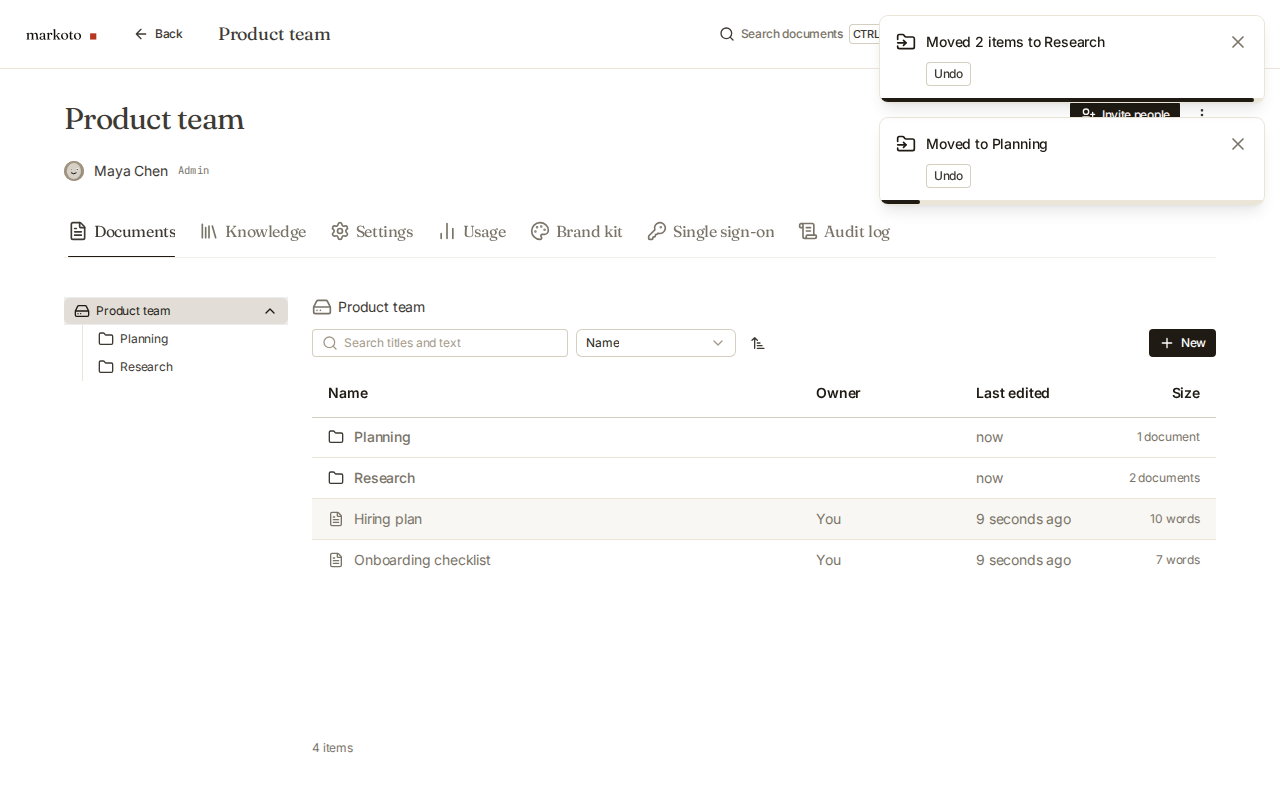 markoto
Back
Product team
Search documents
CTRL
Moved 2 items to Research
Undo
Product team
Invite people
Moved to Planning
Undo
Maya Chen
Admin
Documents
Knowledge
Settings
Usage
Brand kit
Single sign-on
Audit log
Product team
Planning
Research
Product team
Search titles and text
Name
New
Name Owner Last edited Size
Planning now 1 document
Research now 2 documents
Hiring plan You 9 seconds ago 10 words
Onboarding checklist You 9 seconds ago 7 words
4 items